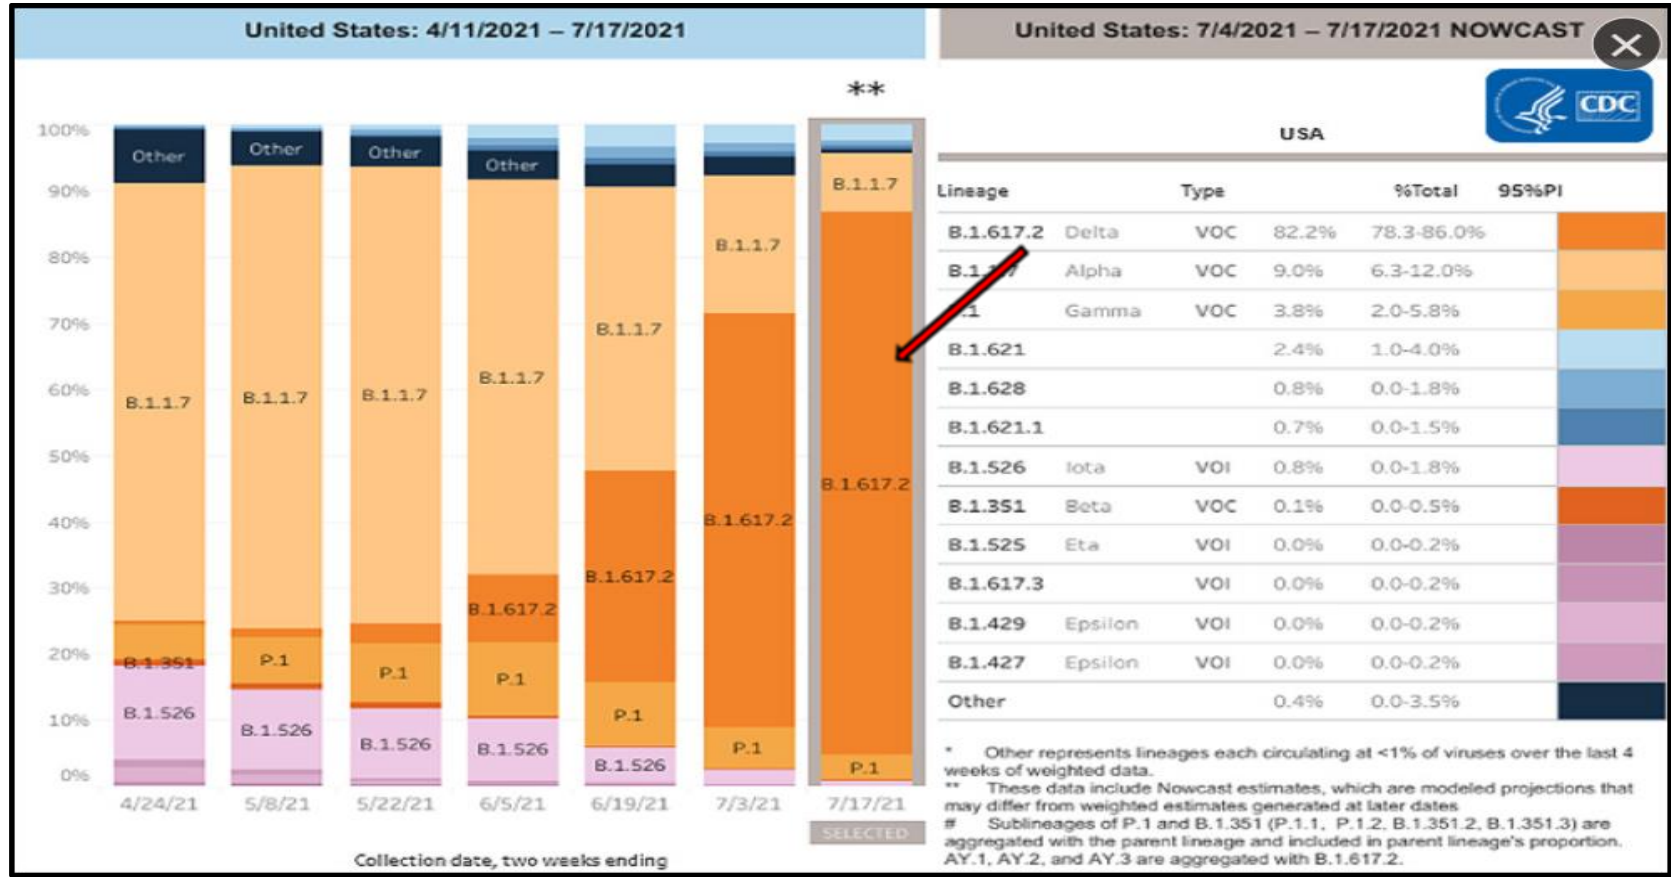 United States: 4/11/2021 – 7/17/2021
**
100%
90%
80%
70%
60%
50%
40%
30%
20%
10%
0%
Other
B.1.1.7
B.1.351
B.1.526
Other
B.1.1.7
P.1
B.1.526
Other
B.1.1.7
P.1
B.1.526
Other
B.1.1.7
B.1.617.2
P.1
B.1.526
B.1.1.7
B.1.617.2
P.1
B.1.526
B.1.1.7
B.1.617.2
P.1
B.1.1.7
B.1.617.2
P.1
4/24/21 5/8/21 5/22/21 6/5/21 6/19/21 7/3/21 7/17/21
SELECTED
Collection date, two weeks ending
United States: 7/4/2021 – 7/17/2021 NOWCAST
CDC
USA
Lineage Type %Total 95%PI
B.1.617.2 Delta VOC 82.2% 78.3-86.0%
Alpha VOC 9.0% 6.3-12.0%
Gamma VOC 3.8% 2.0-5.8%
B.1.621 2.4% 1.0-4.0%
B.1.628 0.8% 0.0-1.8%
B.1.621.1 0.7% 0.0-1.5%
B.1.526 Iota VOI 0.8% 0.0-1.8%
B.1.351 Beta VOC 0.1% 0.0-0.5%
B.1.525 Eta VOI 0.0% 0.0-0.2%
B.1.617.3 VOI 0.0% 0.0-0.2%
B.1.429 Epsilon VOI 0.0% 0.0-0.2%
B.1.427 Epsilon VOI 0.0% 0.0-0.2%
Other 0.4% 0.0-3.5%
* Other represents lineages each circulating at <1% of viruses over the last 4
weeks of weighted data.
** These data include Nowcast estimates, which are modeled projections that
may differ from weighted estimates generated at later dates
# Sublineages of P.1 and B.1.351 (P.1.1, P.1.2, B.1.351.2, B.1.351.3) are
aggregated with the parent lineage and included in parent lineage's proportion.
AY.1, AY.2, and AY.3 are aggregated with B.1.617.2.